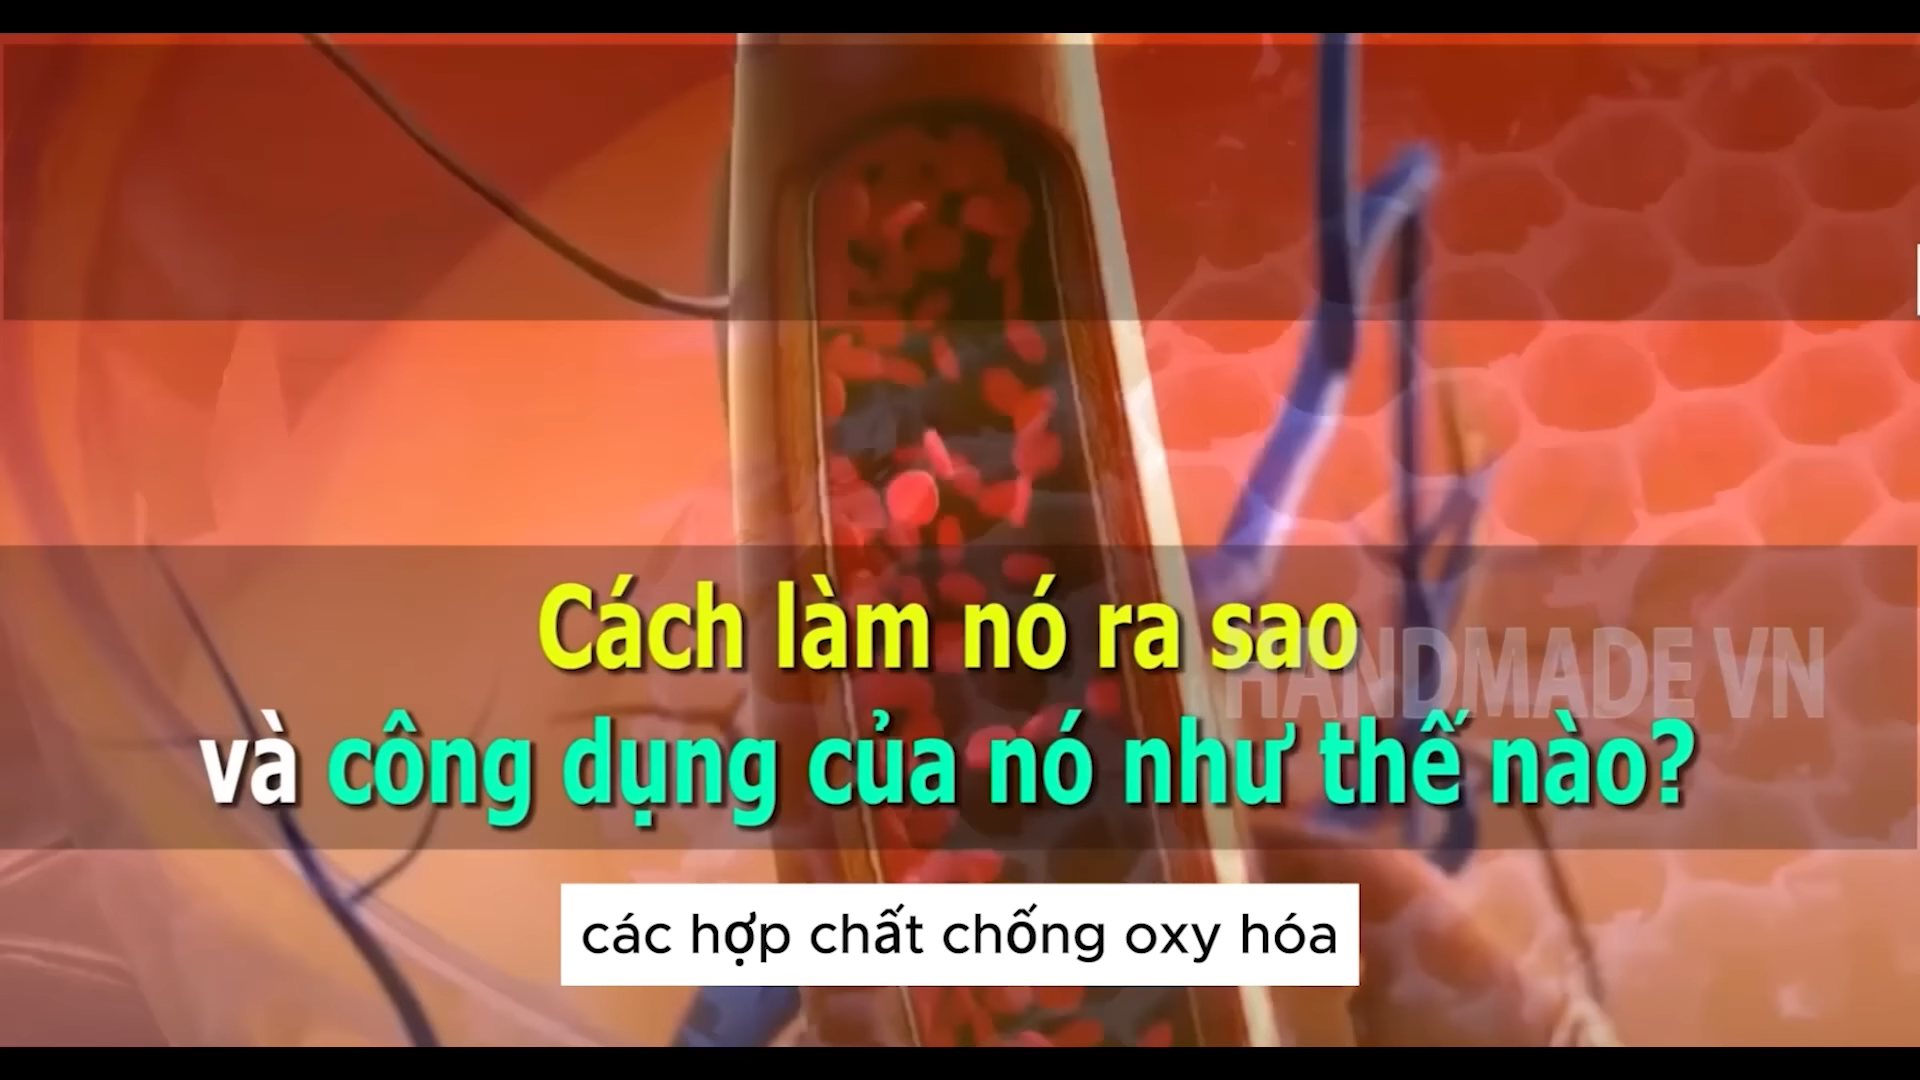 Cách làm nó ra sao
HANDMADE VN
và công dụng của nó như thế nào?
các hợp chất chống oxy hóa